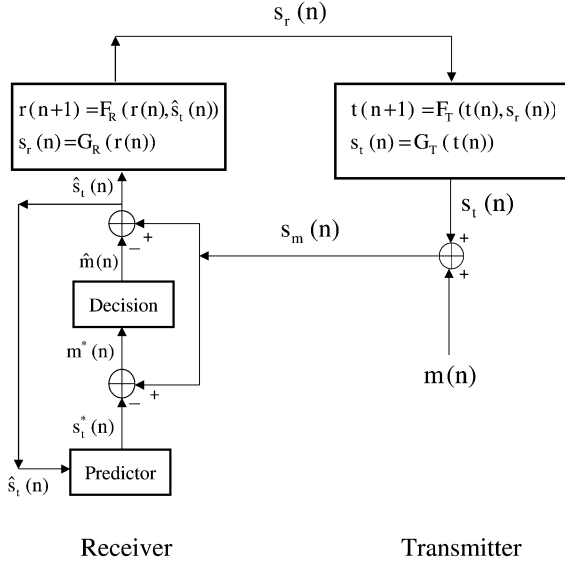 s_r (n)
r(n+1) =F_R (r(n),ŝ_t(n))
s_r (n)=G_R (r(n))
t(n+1) =F_T (t(n),s_r (n))
s_t (n)=G_T (t(n))
ŝ_t(n)
s_t (n)
+
−
s_m (n)
+
+
m̂(n)
Decision
m^*(n)
m(n)
+
−
s_t^*(n)
Predictor
ŝ_t(n)
Receiver
Transmitter